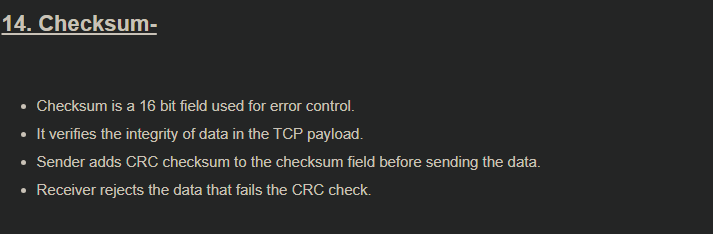 14. Checksum-
• Checksum is a 16 bit field used for error control.
• It verifies the integrity of data in the TCP payload.
• Sender adds CRC checksum to the checksum field before sending the data.
• Receiver rejects the data that fails the CRC check.